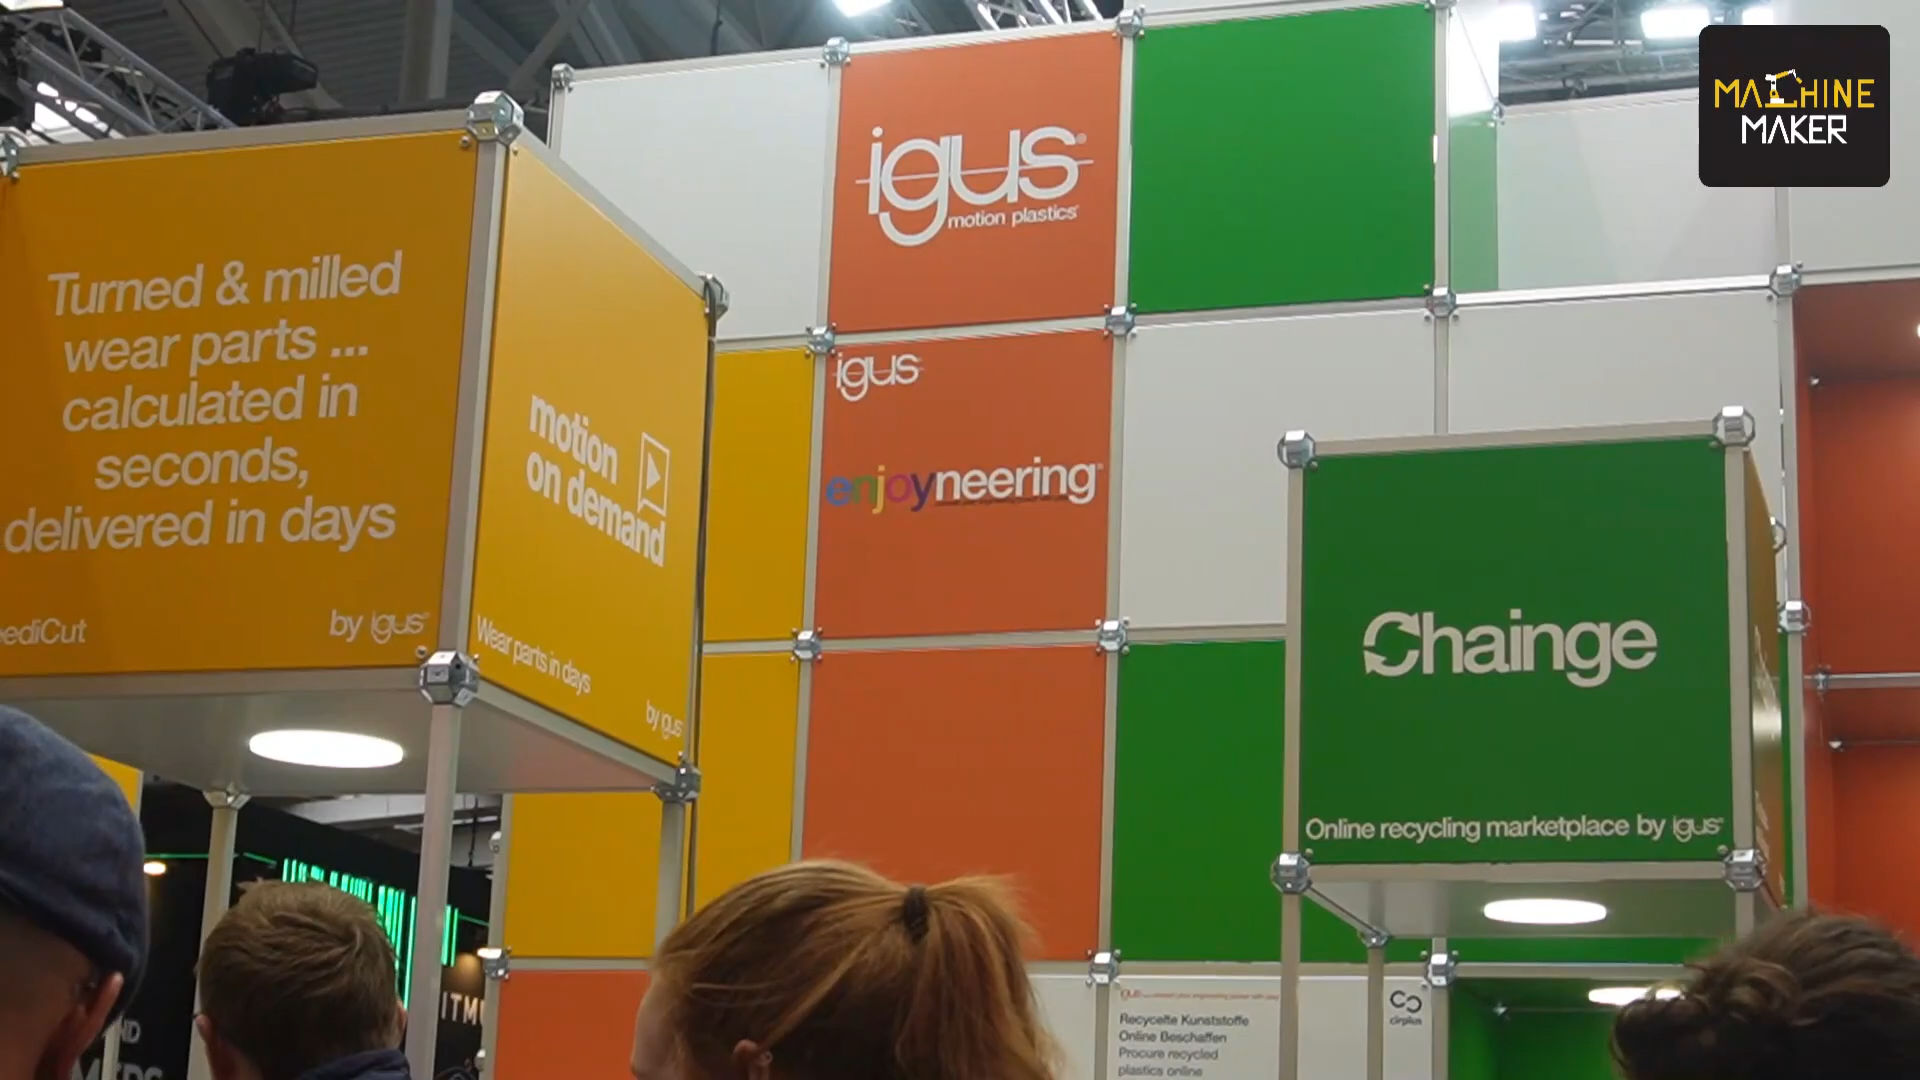 MACHINE
MAKER
igus®
motion plastics®
Turned & milled
wear parts ...
calculated in
seconds,
delivered in days
by igus®
motion
on demand
Wear parts in days
by igus
igus®
enjoyneering®
Chainge
Online recycling marketplace by igus®
Recycelte Kunststoffe
Online Beschaffen
Procure recycled
plastics online
cirplus